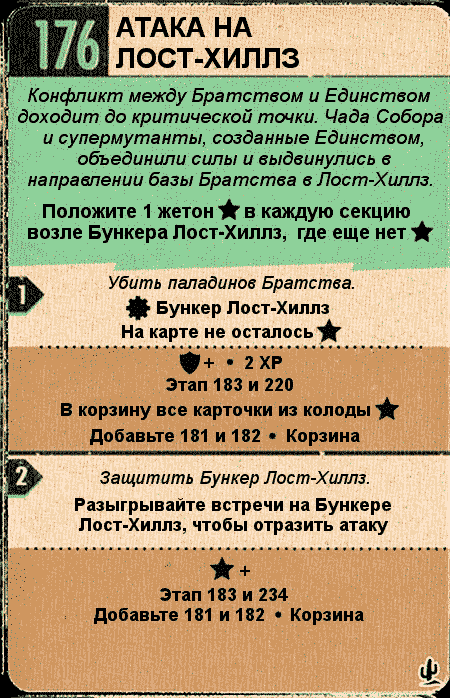 176
АТАКА НА
ЛОСТ-ХИЛЛЗ
Конфликт между Братством и Единством
доходит до критической точки. Чада Собора
и супермутанты, созданные Единством,
объединили силы и выдвинулись в
направлении базы Братства в Лост-Хиллз.
Положите 1 жетон ★ в каждую секцию
возле Бункера Лост-Хиллз, где еще нет ★
1
Убить паладинов Братства.
Бункер Лост-Хиллз
На карте не осталось ★
+ • 2 XP
Этап 183 и 220
В корзину все карточки из колоды ★
Добавьте 181 и 182 • Корзина
2
Защитить Бункер Лост-Хиллз.
Разыгрывайте встречи на Бункере
Лост-Хиллз, чтобы отразить атаку
★ +
Этап 183 и 234
Добавьте 181 и 182 • Корзина